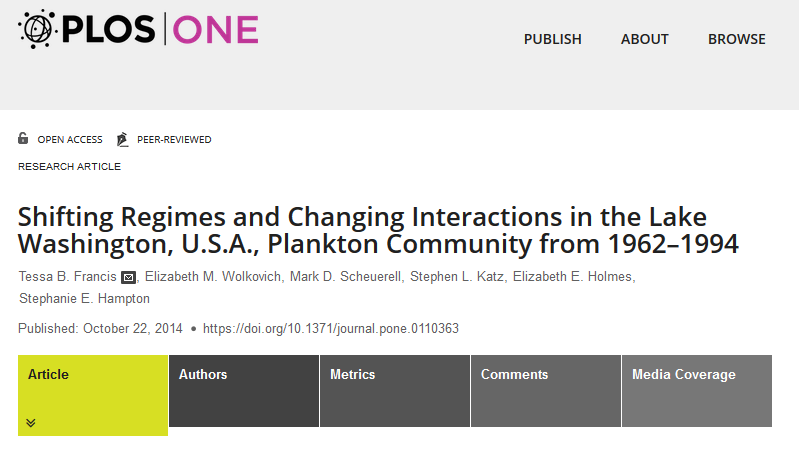 PLOS ONE
PUBLISH ABOUT BROWSE
OPEN ACCESS PEER-REVIEWED
RESEARCH ARTICLE
Shifting Regimes and Changing Interactions in the Lake
Washington, U.S.A., Plankton Community from 1962–1994
Tessa B. Francis, Elizabeth M. Wolkovich, Mark D. Scheuerell, Stephen L. Katz, Elizabeth E. Holmes,
Stephanie E. Hampton
Published: October 22, 2014 • https://doi.org/10.1371/journal.pone.0110363
Article Authors Metrics Comments Media Coverage